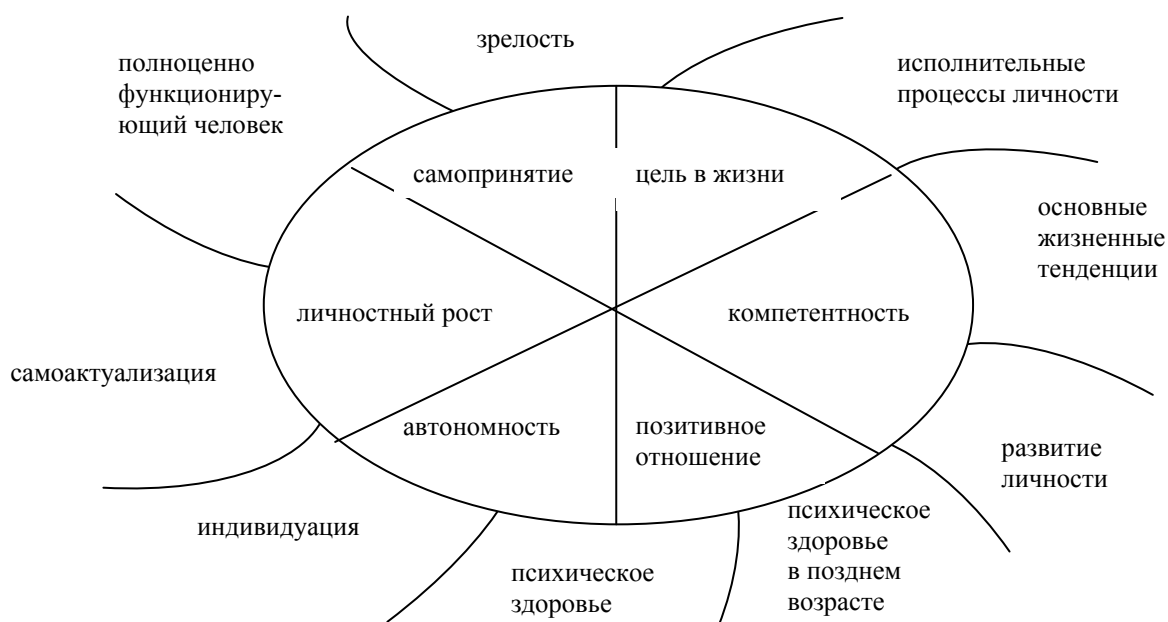 зрелость
полноценно
функциониру-
ющий человек
исполнительные
процессы личности
самопринятие
цель в жизни
основные
жизненные
тенденции
личностный рост
компетентность
самоактуализация
автономность
позитивное
отношение
развитие
личности
индивидуация
психическое
здоровье
в позднем
возрасте
психическое
здоровье